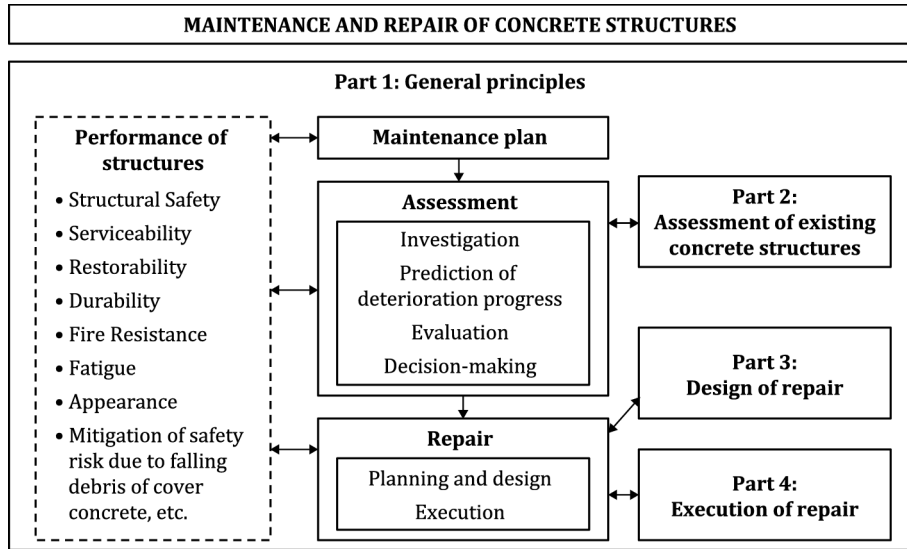 MAINTENANCE AND REPAIR OF CONCRETE STRUCTURES
Part 1: General principles
Performance of
structures
• Structural Safety
• Serviceability
• Restorability
• Durability
• Fire Resistance
• Fatigue
• Appearance
• Mitigation of safety
risk due to falling
debris of cover
concrete, etc.
Maintenance plan
Assessment
Investigation
Prediction of
deterioration progress
Evaluation
Decision-making
Repair
Planning and design
Execution
Part 2:
Assessment of existing
concrete structures
Part 3:
Design of repair
Part 4:
Execution of repair